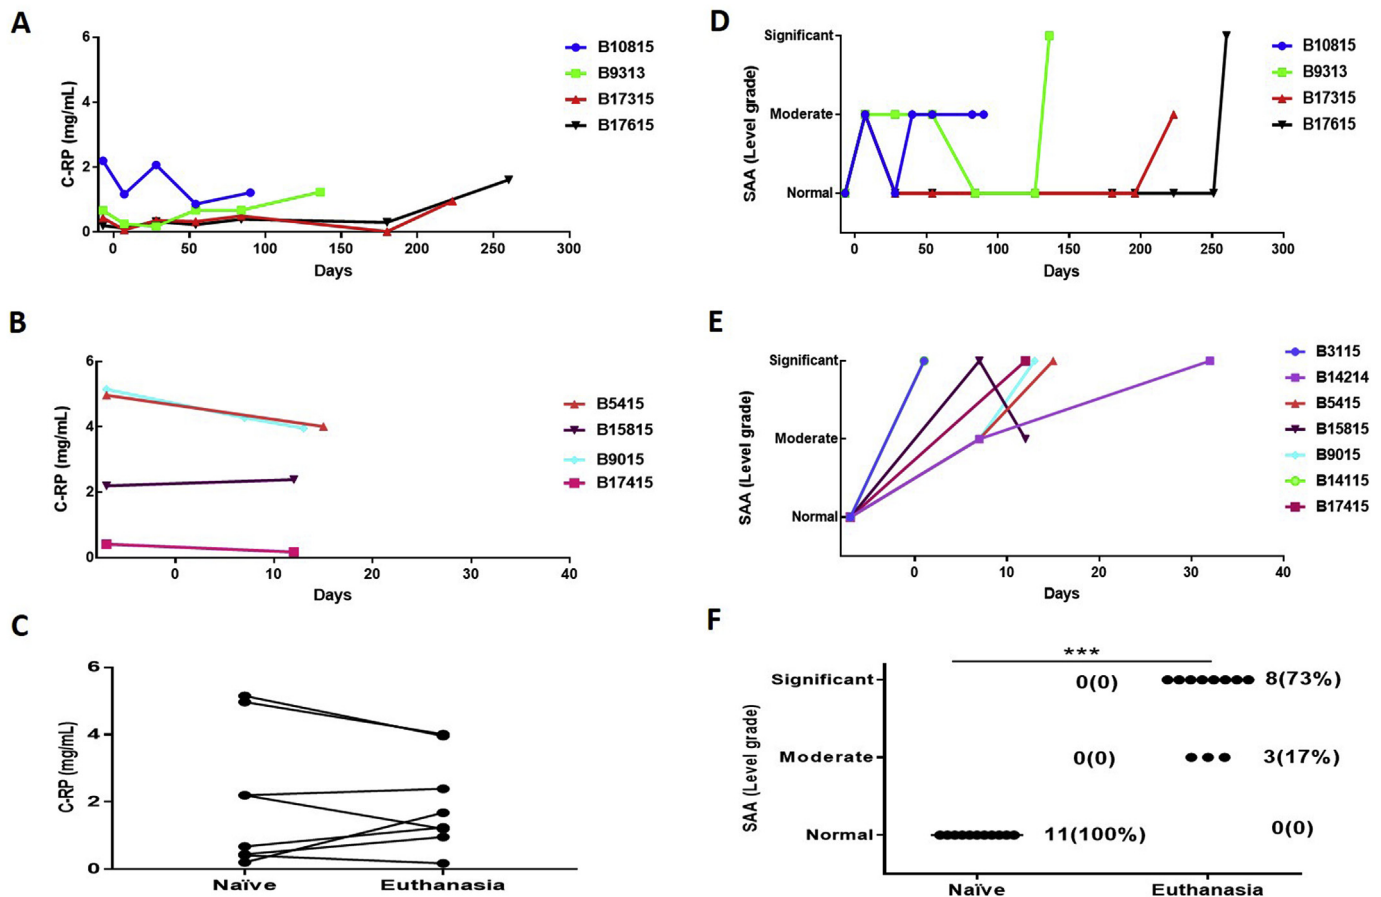 A
C-RP (mg/mL)
6
4
2
0
0
50
100
150
200
250
300
Days
B10815
B9313
B17315
B17615
D
SAA (Level grade)
Significant
Moderate
Normal
0
50
100
150
200
250
300
Days
B10815
B9313
B17315
B17615
B
C-RP (mg/mL)
6
4
2
0
0
10
20
30
40
Days
B5415
B15815
B9015
B17415
E
SAA (Level grade)
Significant
Moderate
Normal
0
10
20
30
40
Days
B3115
B14214
B5415
B15815
B9015
B14115
B17415
C
C-RP (mg/mL)
6
4
2
0
Naïve
Euthanasia
F
SAA (Level grade)
***
Significant
0(0)
8(73%)
Moderate
0(0)
3(17%)
Normal
11(100%)
0(0)
Naïve
Euthanasia